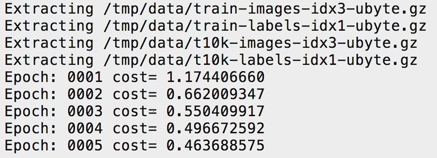 Extracting /tmp/data/train-images-idx3-ubyte.gz
Extracting /tmp/data/train-labels-idx1-ubyte.gz
Extracting /tmp/data/t10k-images-idx3-ubyte.gz
Extracting /tmp/data/t10k-labels-idx1-ubyte.gz
Epoch: 0001 cost= 1.174406660
Epoch: 0002 cost= 0.662009347
Epoch: 0003 cost= 0.550409917
Epoch: 0004 cost= 0.496672592
Epoch: 0005 cost= 0.463688575